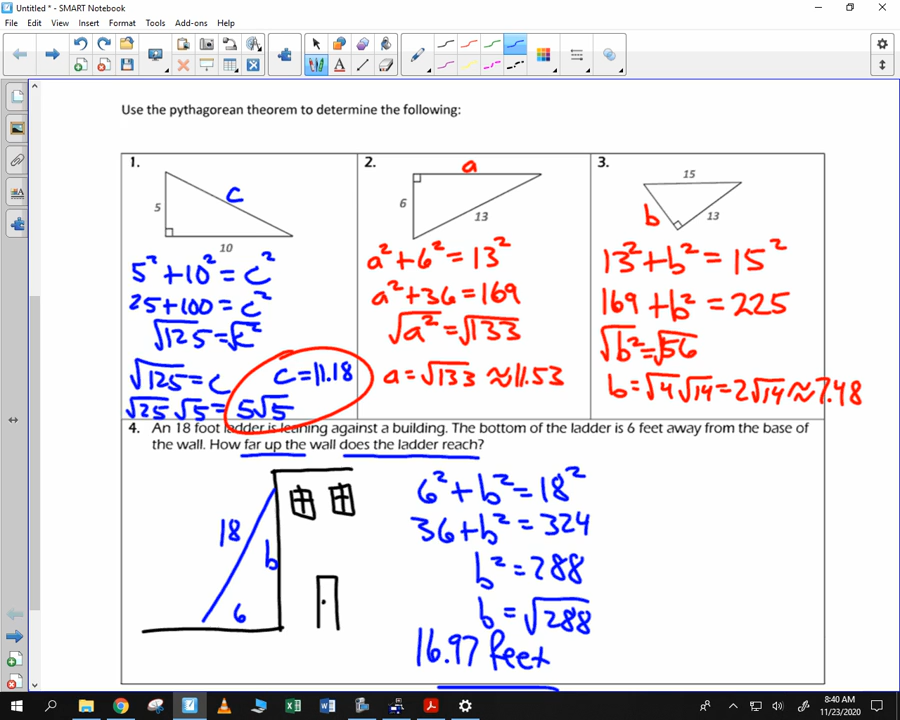 Untitled * - SMART Notebook
File Edit View Insert Format Tools Add-ons Help
Use the pythagorean theorem to determine the following:
1.
5
c
10
5² + 10² = c²
25 + 100 = c²
√125 = √c²
√125 = c
c = 11.18
√25 √5 = 5√5
2.
a
6
13
a² + 6² = 13²
a² + 36 = 169
√a² = √133
a = √133 ≈ 11.53
3.
15
b
13
13² + b² = 15²
169 + b² = 225
√b² = √56
b = √4 √14 = 2√14 ≈ 7.48
4. An 18 foot ladder is leaning against a building. The bottom of the ladder is 6 feet away from the base of
the wall. How far up the wall does the ladder reach?
18
b
6
6² + b² = 18²
36 + b² = 324
b² = 288
b = √288
16.97 feet
8:40 AM
11/23/2020